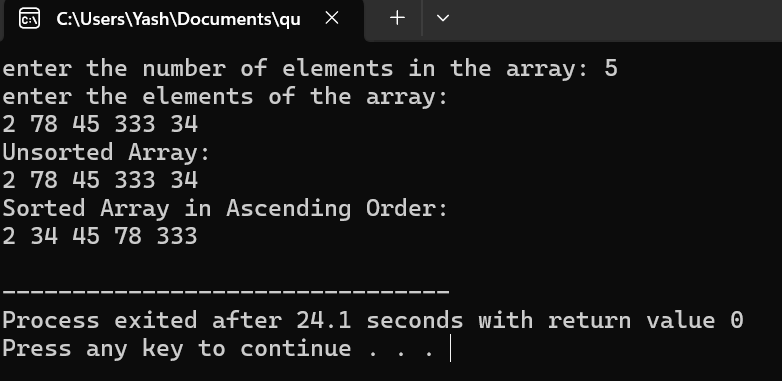 C:\Users\Yash\Documents\qu
enter the number of elements in the array: 5
enter the elements of the array:
2 78 45 333 34
Unsorted Array:
2 78 45 333 34
Sorted Array in Ascending Order:
2 34 45 78 333
--------------------------------
Process exited after 24.1 seconds with return value 0
Press any key to continue . . .